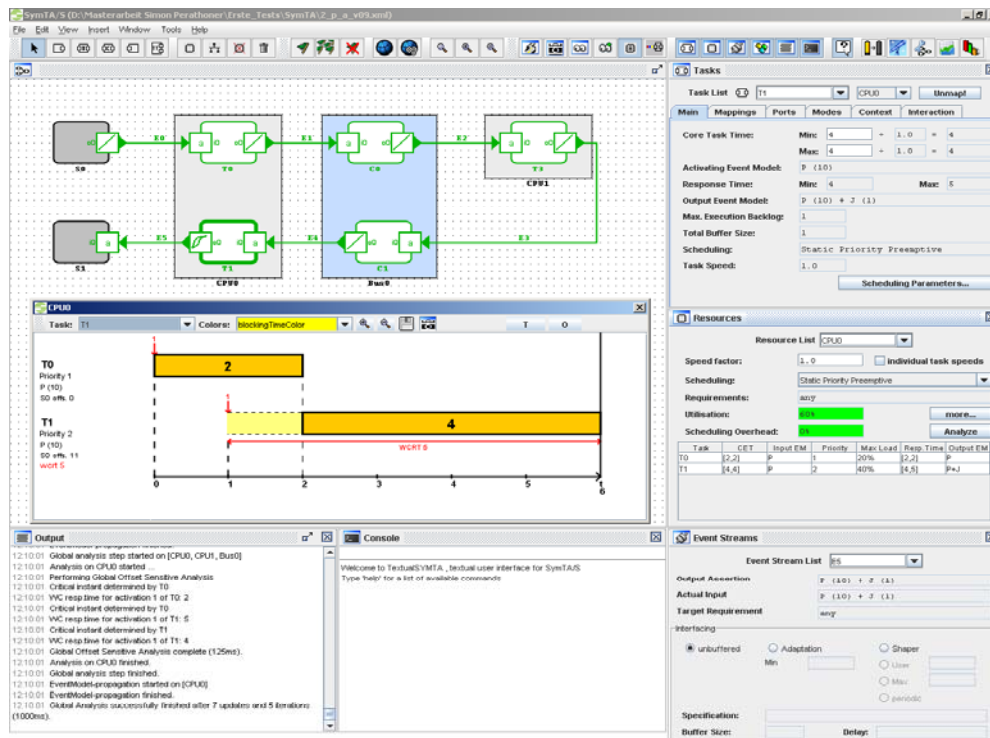 SymTA/S (D:\Masterarbeit Simon Perathoner\Erste_Tests\SymTA\2_p_a_v09.xml)
File Edit View Insert Window Tools Help
Tasks
Task List T1 CPU0 Unmap!
Main Mappings Ports Modes Context Interaction
Core Task Time: Min: 4 ÷ 1.0 = 4
Max: 4 ÷ 1.0 = 4
Activating Event Model: P (10)
Response Time: Min: 4 Max: 5
Output Event Model: P (10) + J (1)
Max. Execution Backlog: 1
Total Buffer Size: 1
Scheduling: Static Priority Preemptive
Task Speed: 1.0
Scheduling Parameters...
E0 E1 E2
S0 T0 C0 T3
CPU1
E5 E4 E3
S1 T1 C1
CPU0 Bus0
CPU0
Task: T1 Colors: blockingTimeColor T O
1
T0
Priority 1
P (10)
S0 offs. 0
2
1
T1
Priority 2
P (10)
S0 offs. 11
wcrt 5
4
WCRT 5
0 1 2 3 4 5 6
t
Resources
Resource List CPU0
Speed factor: 1.0 individual task speeds
Scheduling: Static Priority Preemptive
Requirements: any
Utilisation: 60% more...
Scheduling Overhead: 0% Analyze
Task CET Input EM Priority Max Load Resp. Time Output EM
T0 [2,2] P 1 20% [2,2] P
T1 [4,4] P 2 40% [4,5] P+J
Output
12:10:01 Global analysis step started on [CPU0, CPU1, Bus0]
12:10:01 Analysis on CPU0 started ...
12:10:01 Performing Global Offset Sensitive Analysis
12:10:01 Critical instant determined by T0
12:10:01 WC resp.time for activation 1 of T0: 2
12:10:01 Critical instant determined by T0
12:10:01 WC resp.time for activation 1 of T1: 5
12:10:01 Critical instant determined by T1
12:10:01 WC resp.time for activation 1 of T1: 4
12:10:01 Global Offset Sensitive Analysis complete (125ms).
12:10:01 Analysis on CPU0 finished.
12:10:01 Global analysis step finished.
12:10:01 EventModel-propagation started on [CPU0]
12:10:01 EventModel-propagation finished.
12:10:01 Global Analysis successfully finished after 7 updates and 5 iterations
(1000ms).
Console
Welcome to TextualSYMTA , textual user interface for SymTA/S
Type 'help' for a list of available commands
Event Streams
Event Stream List E5
Output Assertion P (10) + J (1)
Actual Input P (10) + J (1)
Target Requirement any
Interfacing
unbuffered Adaptation Shaper
Min User
Max
periodic
Specification:
Buffer Size: Delay: